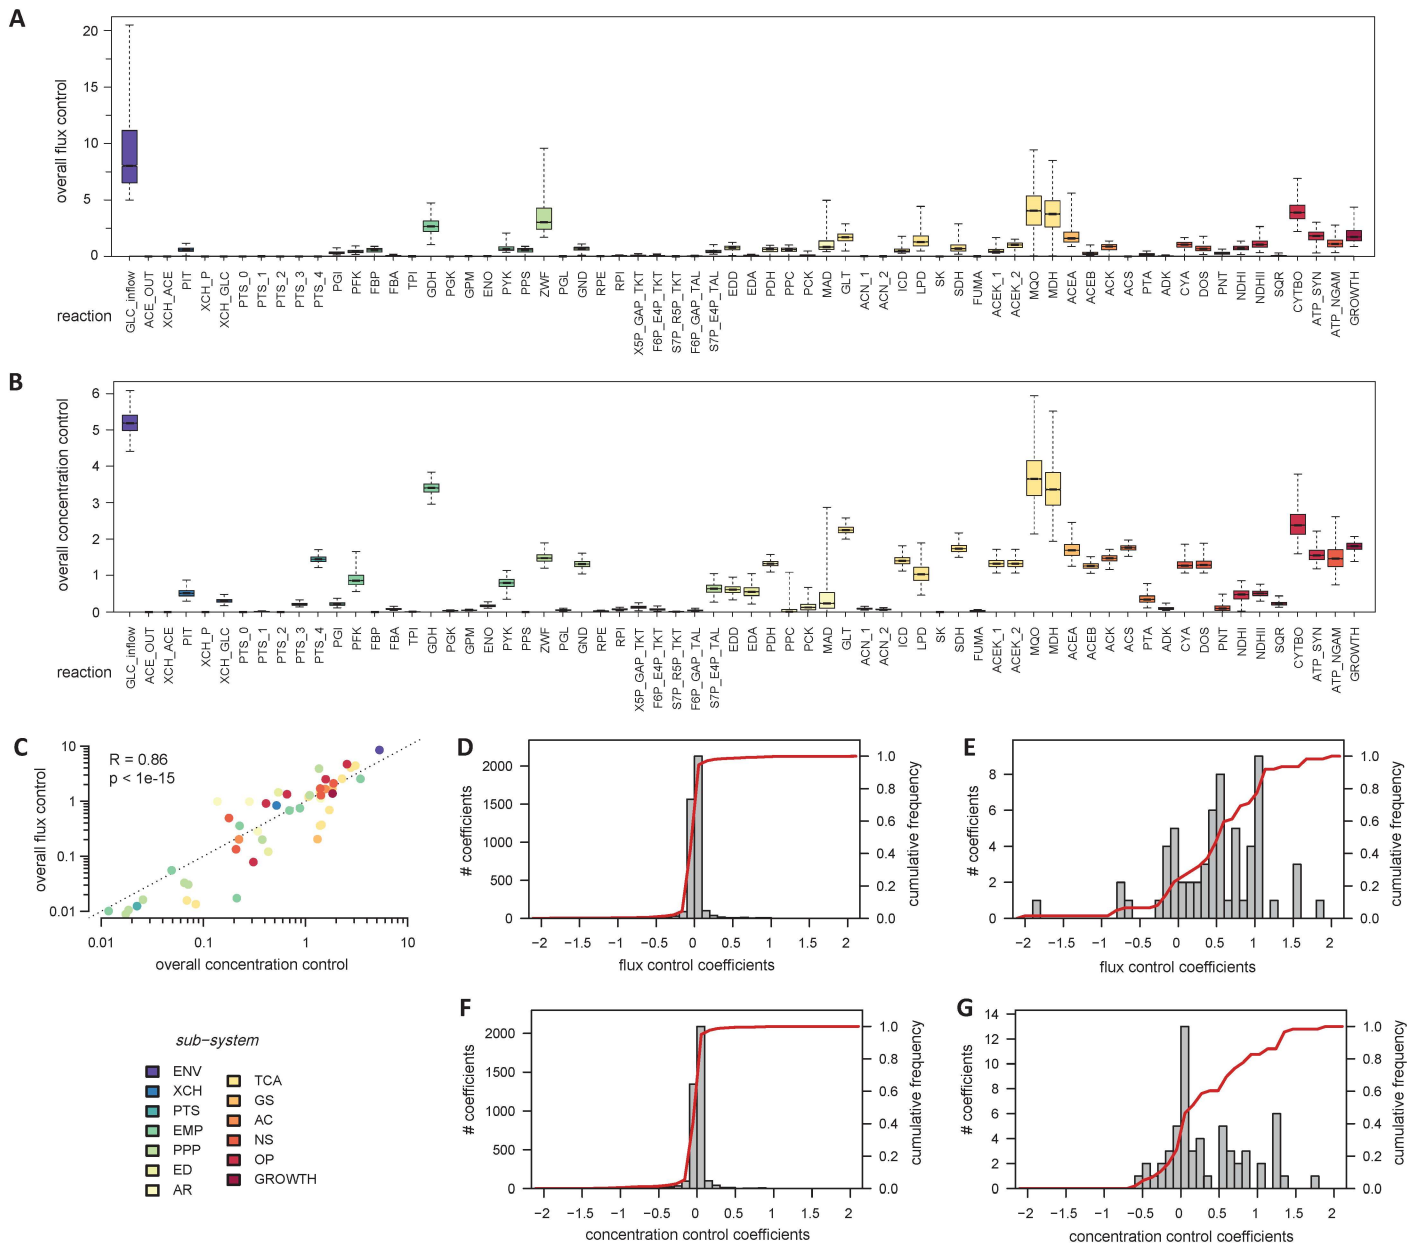 A
overall flux control
20
15
10
5
0
reaction
GLC_inflow
ACE_OUT
XCH_ACE
PIT
XCH_P
XCH_GLC
PTS_0
PTS_1
PTS_2
PTS_3
PTS_4
PGI
PFK
FBP
FBA
TPI
GDH
PGK
GPM
ENO
PYK
PPS
ZWF
PGL
GND
RPE
RPI
X5P_GAP_TKT
F6P_E4P_TKT
S7P_R5P_TKT
F6P_GAP_TAL
S7P_E4P_TAL
EDD
EDA
PDH
PPC
PCK
MAD
GLT
ACN_1
ACN_2
ICD
LPD
SK
SDH
FUMA
ACEK_1
ACEK_2
MQO
MDH
ACEA
ACEB
ACK
ACS
PTA
ADK
CYA
DOS
PNT
NDHI
NDHII
SQR
CYTBO
ATP_SYN
ATP_NGAM
GROWTH
B
overall concentration control
6
5
4
3
2
1
0
reaction
GLC_inflow
ACE_OUT
XCH_ACE
PIT
XCH_P
XCH_GLC
PTS_0
PTS_1
PTS_2
PTS_3
PTS_4
PGI
PFK
FBP
FBA
TPI
GDH
PGK
GPM
ENO
PYK
PPS
ZWF
PGL
GND
RPE
RPI
X5P_GAP_TKT
F6P_E4P_TKT
S7P_R5P_TKT
F6P_GAP_TAL
S7P_E4P_TAL
EDD
EDA
PDH
PPC
PCK
MAD
GLT
ACN_1
ACN_2
ICD
LPD
SK
SDH
FUMA
ACEK_1
ACEK_2
MQO
MDH
ACEA
ACEB
ACK
ACS
PTA
ADK
CYA
DOS
PNT
NDHI
NDHII
SQR
CYTBO
ATP_SYN
ATP_NGAM
GROWTH
C
R = 0.86
p < 1e-15
overall flux control
10
1
0.1
0.01
0.01 0.1 1 10
overall concentration control
D
# coefficients
2000
1500
1000
500
0
1.0
0.8
0.6
0.4
0.2
0.0
cumulative frequency
−2 −1.5 −1 −0.5 0 0.5 1 1.5 2
flux control coefficients
E
# coefficients
8
6
4
2
0
1.0
0.8
0.6
0.4
0.2
0.0
cumulative frequency
−2 −1.5 −1 −0.5 0 0.5 1 1.5 2
flux control coefficients
sub-system
ENV
XCH
PTS
EMP
PPP
ED
AR
TCA
GS
AC
NS
OP
GROWTH
F
# coefficients
2000
1500
1000
500
0
1.0
0.8
0.6
0.4
0.2
0.0
cumulative frequency
−2 −1.5 −1 −0.5 0 0.5 1 1.5 2
concentration control coefficients
G
# coefficients
14
12
10
8
6
4
2
0
1.0
0.8
0.6
0.4
0.2
0.0
cumulative frequency
−2 −1.5 −1 −0.5 0 0.5 1 1.5 2
concentration control coefficients